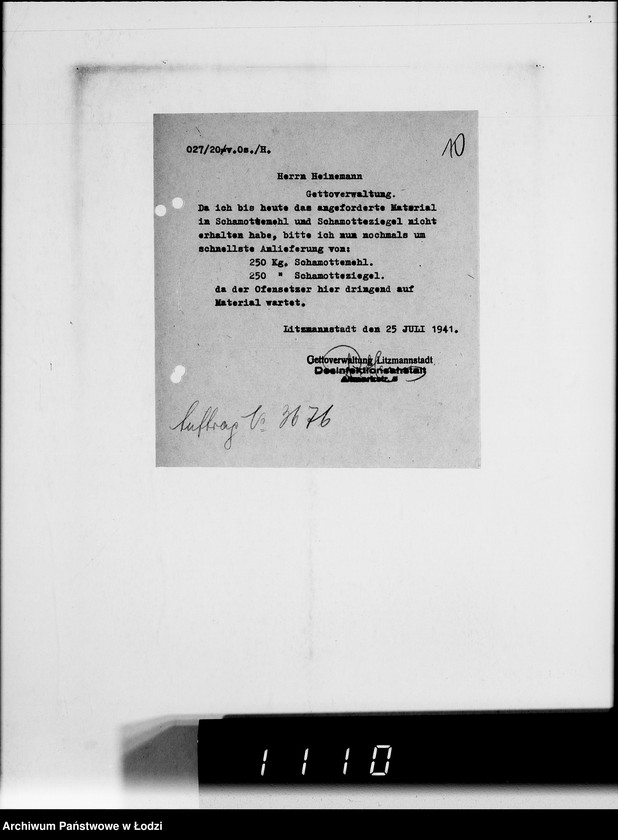 027/20/v.Os./H.
10
Herrn Heinemann
Gettoverwaltung.
Da ich bis heute das angeforderte Material
in Schamottemehl und Schamotteziegel nicht
erhalten habe, bitte ich nun nochmals um
schnellste Anlieferung von:
250 Kg. Schamottemehl.
250 " Schamotteziegel.
da der Ofensetzer hier dringend auf
Material wartet.
Litzmannstadt den 25 JULI 1941.
Gettoverwaltung Litzmannstadt
Desinfektionsanstalt
Auftrag No 3676
1110
Archiwum Państwowe w Łodzi